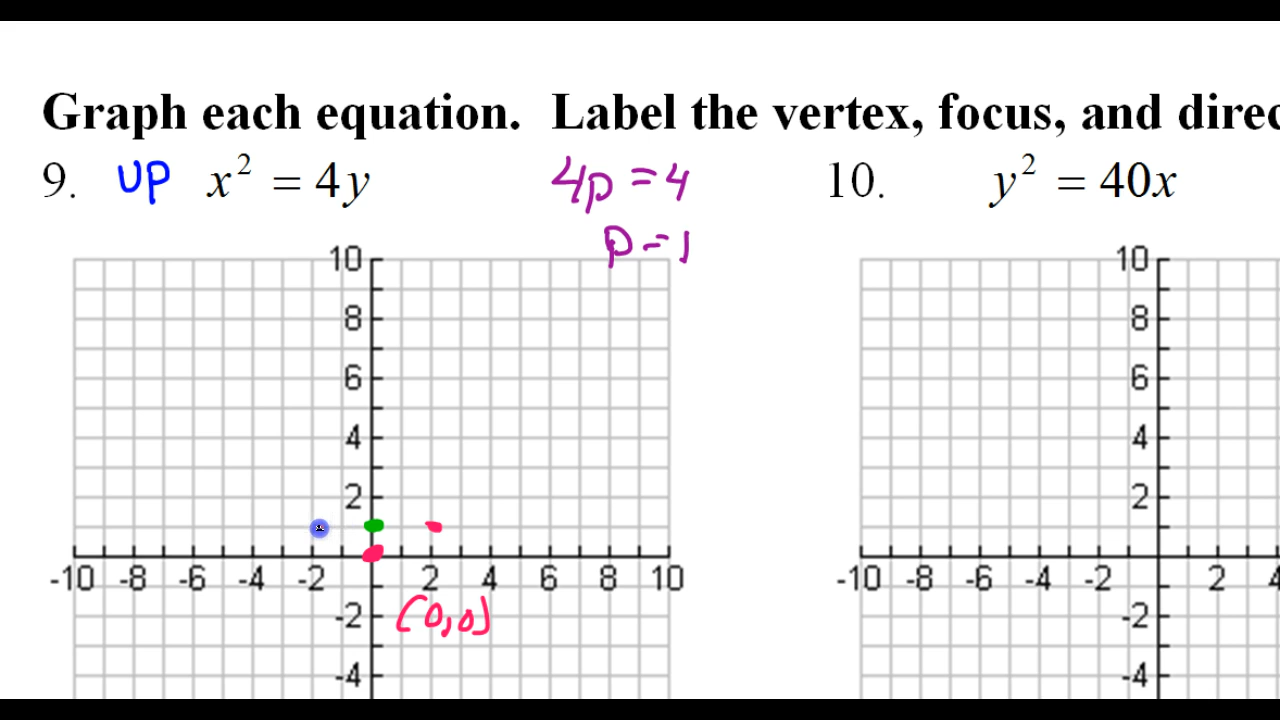 Graph each equation. Label the vertex, focus, and direc
9. UP x² = 4y 4p = 4 10. y² = 40x
p = 1
10 10
8 8
6 6
4 4
2 2
-10 -8 -6 -4 -2 2 4 6 8 10 -10 -8 -6 -4 -2 2 4
-2 (0,0) -2
-4 -4